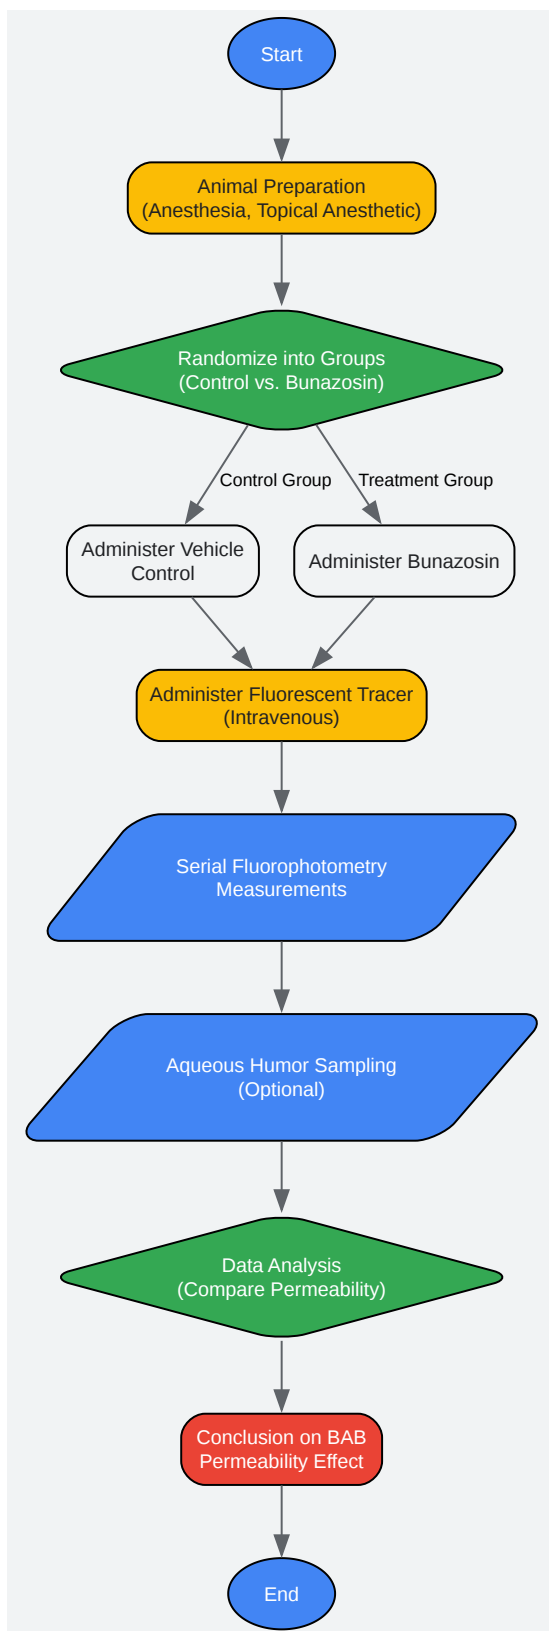 Start
Animal Preparation
(Anesthesia, Topical Anesthetic)
Randomize into Groups
(Control vs. Bunazosin)
Control Group
Treatment Group
Administer Vehicle
Control
Administer Bunazosin
Administer Fluorescent Tracer
(Intravenous)
Serial Fluorophotometry
Measurements
Aqueous Humor Sampling
(Optional)
Data Analysis
(Compare Permeability)
Conclusion on BAB
Permeability Effect
End